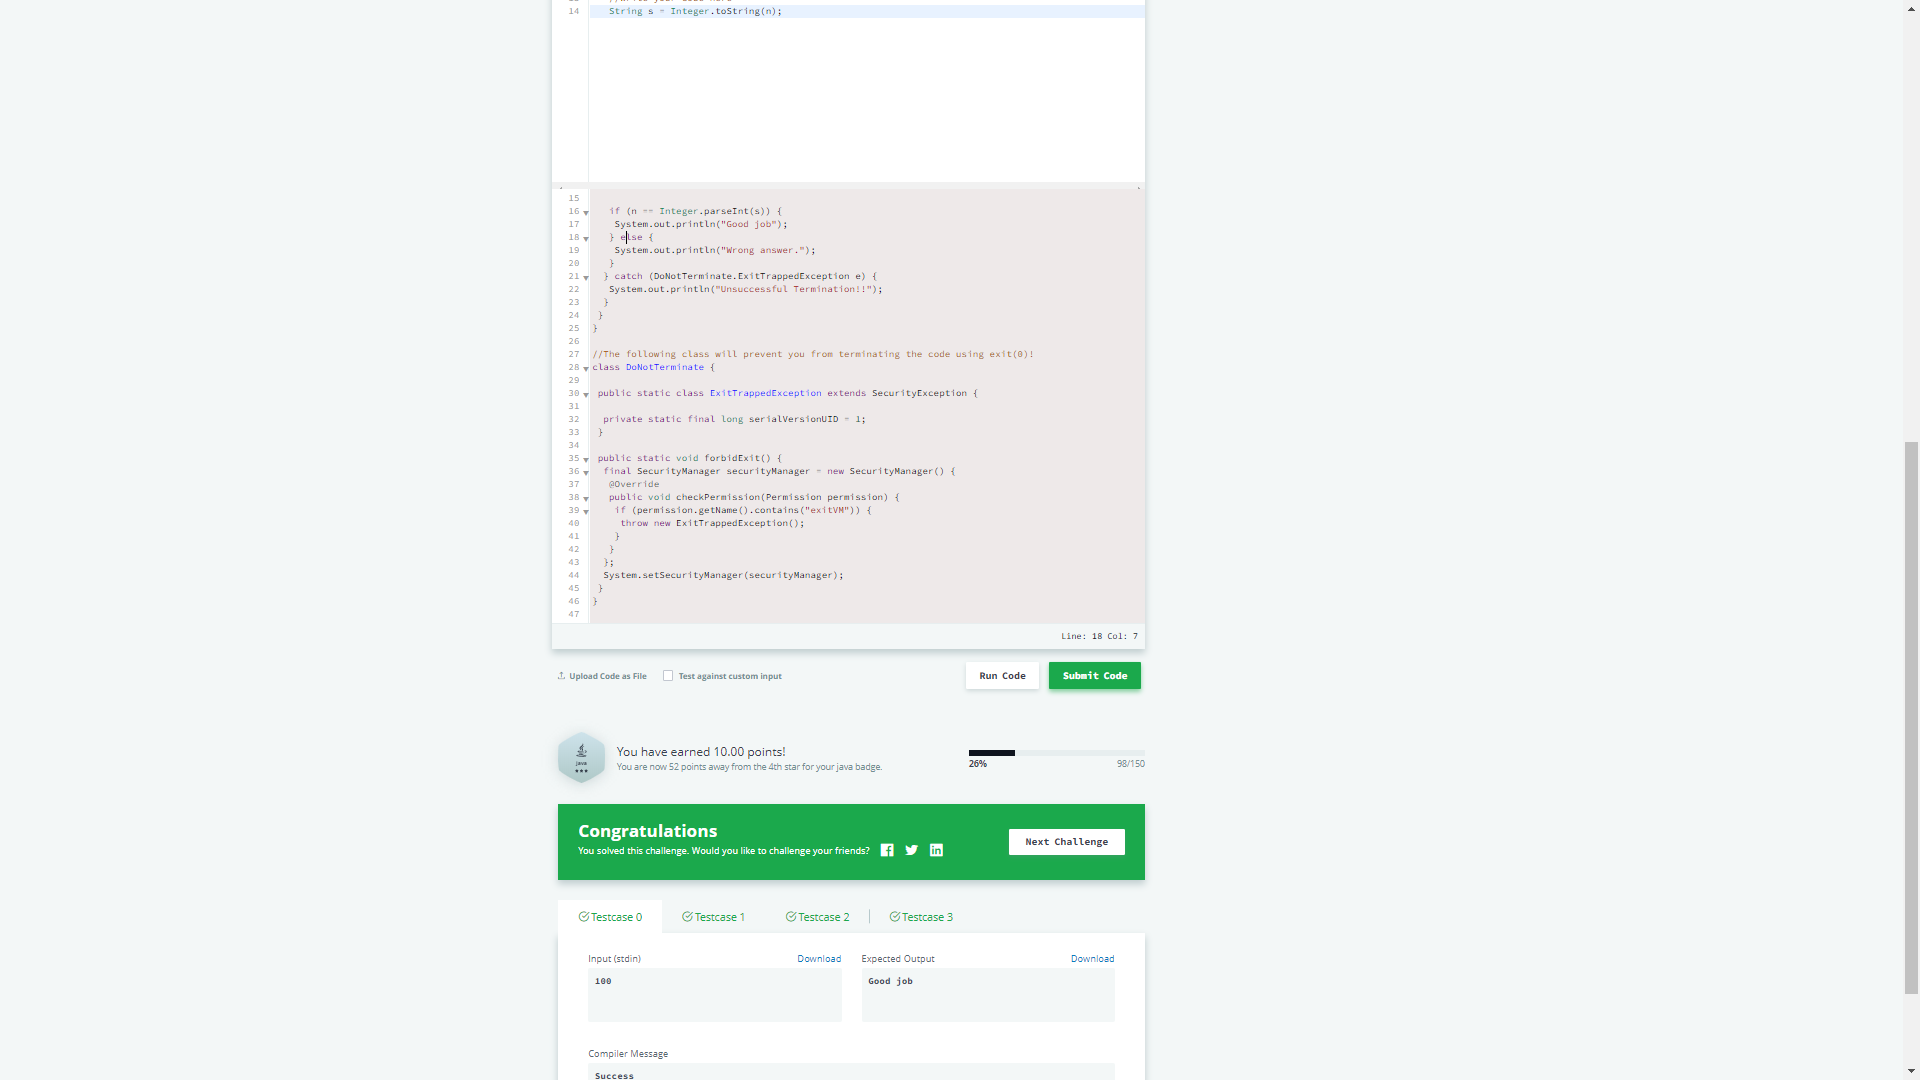 14 String s = Integer.toString(n);
15
16 if (n == Integer.parseInt(s)) {
17 System.out.println("Good job");
18 } else {
19 System.out.println("Wrong answer.");
20 }
21 } catch (DoNotTerminate.ExitTrappedException e) {
22 System.out.println("Unsuccessful Termination!!");
23 }
24 }
25 }
26
27 //The following class will prevent you from terminating the code using exit(0)!
28 class DoNotTerminate {
29
30 public static class ExitTrappedException extends SecurityException {
31
32 private static final long serialVersionUID = 1;
33 }
34
35 public static void forbidExit() {
36 final SecurityManager securityManager = new SecurityManager() {
37 @Override
38 public void checkPermission(Permission permission) {
39 if (permission.getName().contains("exitVM")) {
40 throw new ExitTrappedException();
41 }
42 }
43 };
44 System.setSecurityManager(securityManager);
45 }
46 }
47
Line: 18 Col: 7
Upload Code as File Test against custom input Run Code Submit Code
Java
You have earned 10.00 points!
You are now 52 points away from the 4th star for your java badge.
26% 98/150
Congratulations
You solved this challenge. Would you like to challenge your friends?
Next Challenge
Testcase 0 Testcase 1 Testcase 2 Testcase 3
Input (stdin) Download Expected Output Download
100 Good job
Compiler Message
Success